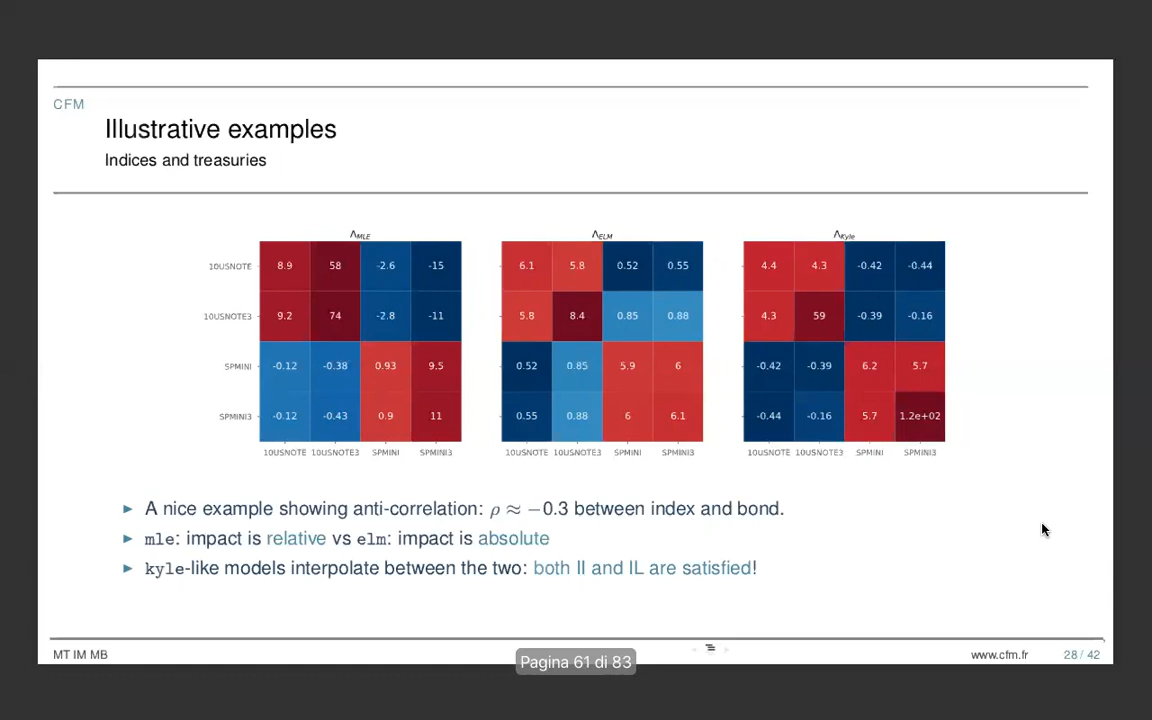 CFM
Illustrative examples
Indices and treasuries
Λ_MLE Λ_ELM Λ_Kyle
10USNOTE 8.9 58 -2.6 -15 6.1 5.8 0.52 0.55 4.4 4.3 -0.42 -0.44
10USNOTE3 9.2 74 -2.8 -11 5.8 8.4 0.85 0.88 4.3 59 -0.39 -0.16
SPMINI -0.12 -0.38 0.93 9.5 0.52 0.85 5.9 6 -0.42 -0.39 6.2 5.7
SPMINI3 -0.12 -0.43 0.9 11 0.55 0.88 6 6.1 -0.44 -0.16 5.7 1.2e+02
10USNOTE 10USNOTE3 SPMINI SPMINI3 10USNOTE 10USNOTE3 SPMINI SPMINI3 10USNOTE 10USNOTE3 SPMINI SPMINI3
► A nice example showing anti-correlation: ρ ≈ −0.3 between index and bond.
► mle: impact is relative vs elm: impact is absolute
► kyle-like models interpolate between the two: both II and IL are satisfied!
MT IM MB www.cfm.fr 28 / 42
Pagina 61 di 83